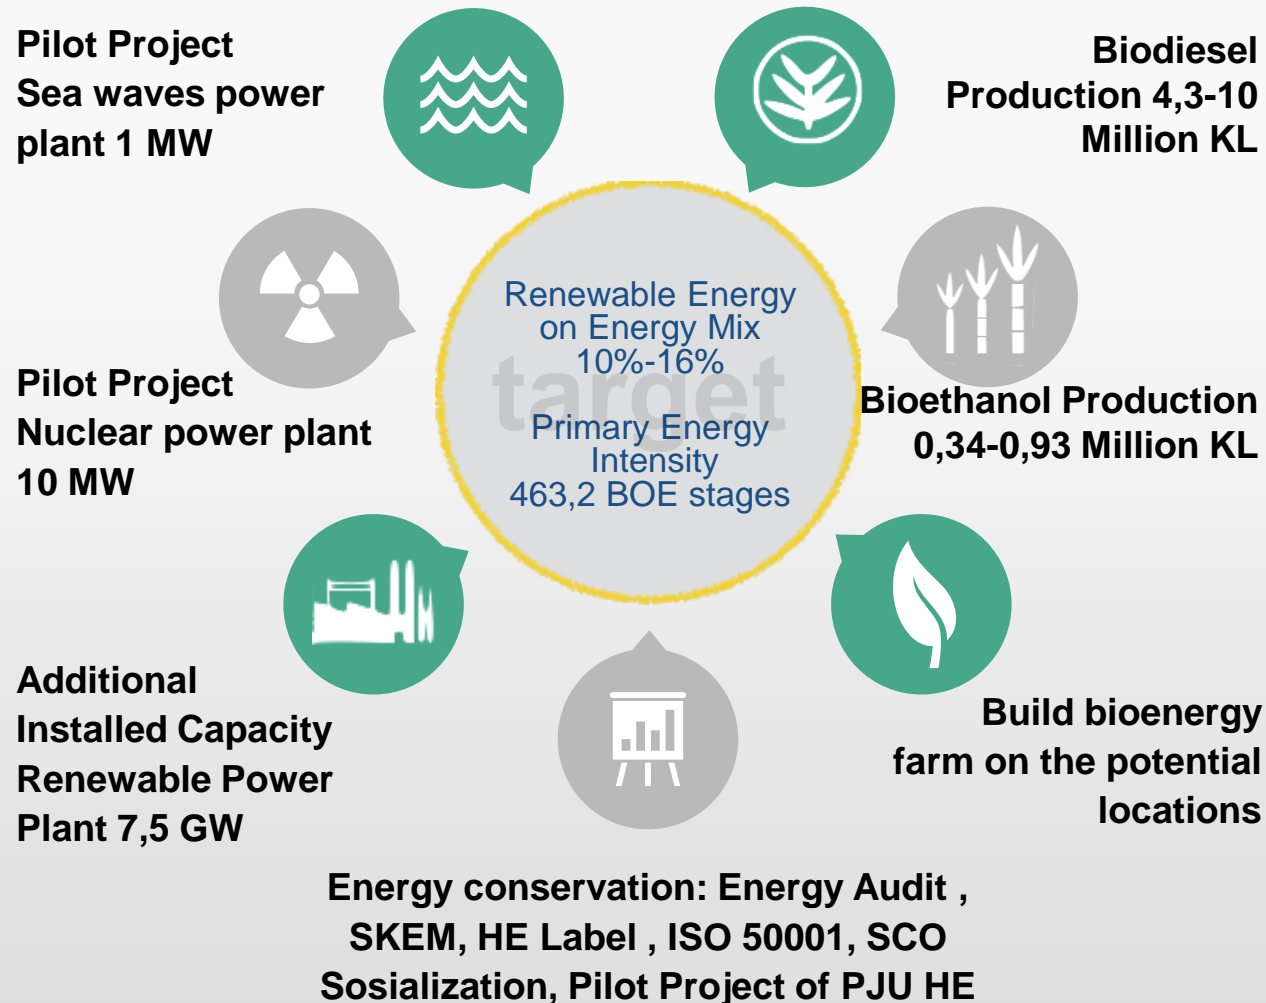 Pilot Project
Sea waves power
plant 1 MW
Biodiesel
Production 4,3-10
Million KL
Renewable Energy
on Energy Mix
10%-16%
target
Primary Energy
Intensity
463,2 BOE stages
Pilot Project
Nuclear power plant
10 MW
Bioethanol Production
0,34-0,93 Million KL
Additional
Installed Capacity
Renewable Power
Plant 7,5 GW
Build bioenergy
farm on the potential
locations
Energy conservation: Energy Audit ,
SKEM, HE Label , ISO 50001, SCO
Sosialization, Pilot Project of PJU HE